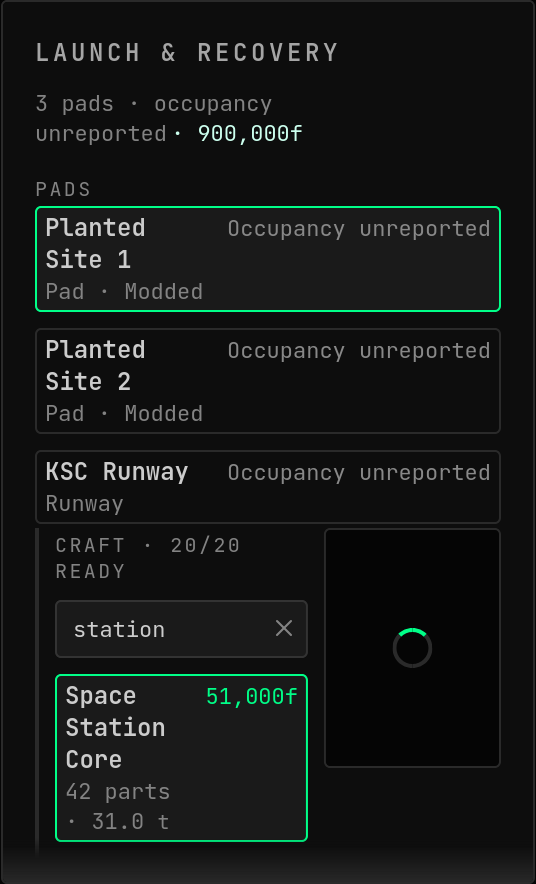 LAUNCH & RECOVERY
3 pads · occupancy
unreported · 900,000f
PADS
Planted Site 1
Occupancy unreported
Pad · Modded
Planted Site 2
Occupancy unreported
Pad · Modded
KSC Runway
Occupancy unreported
Runway
CRAFT · 20/20
READY
station
Space Station Core
51,000f
42 parts
· 31.0 t